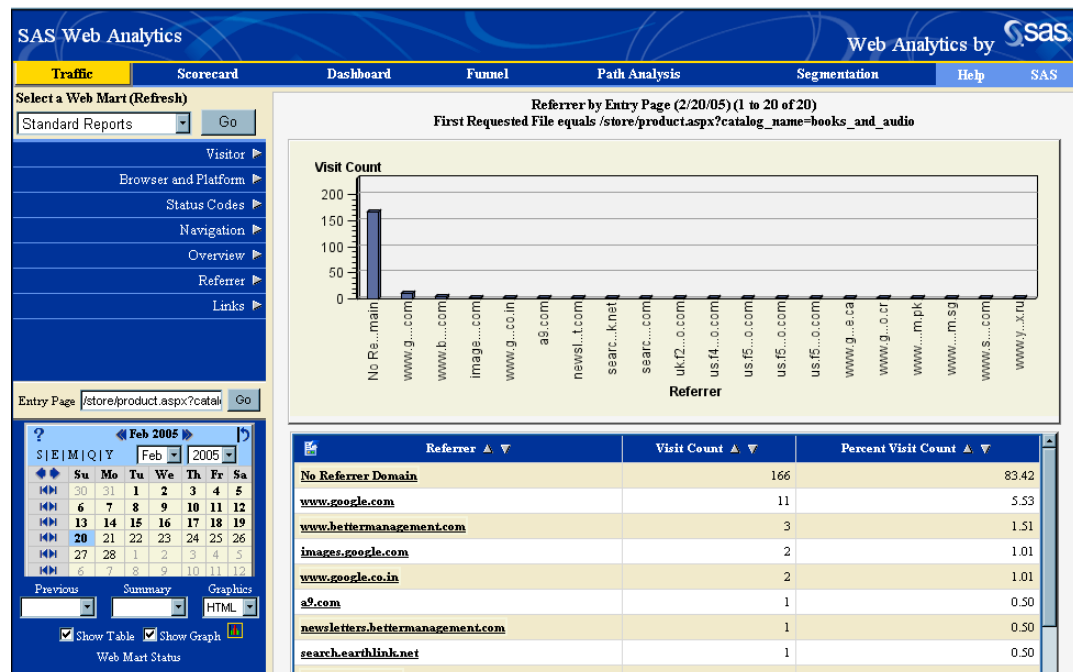 SAS Web Analytics
Web Analytics by sas.
Traffic Scorecard Dashboard Funnel Path Analysis Segmentation Help SAS
Select a Web Mart (Refresh)
Standard Reports Go
Visitor
Browser and Platform
Status Codes
Navigation
Overview
Referrer
Links
Entry Page /store/product.aspx?catal Go
? Feb 2005
S | E | M | Q | Y Feb 2005
Su Mo Tu We Th Fr Sa
30 31 1 2 3 4 5
6 7 8 9 10 11 12
13 14 15 16 17 18 19
20 21 22 23 24 25 26
27 28 1 2 3 4 5
6 7 8 9 10 11 12
Previous Summary Graphics
HTML
Show Table Show Graph
Web Mart Status
Referrer by Entry Page (2/20/05) (1 to 20 of 20)
First Requested File equals /store/product.aspx?catalog_name=books_and_audio
Visit Count
200
150
100
50
0
No Re...main
www.g...com
www.b...com
image...com
www.g...co.in
a9.com
newsl...t.com
searc...k.net
searc...com
uk.f2...o.com
us.f4...o.com
us.f5...o.com
us.f5...o.com
us.f5...o.com
www.g...e.ca
www.g...o.cr
www...m.pk
www...m.sg
www.s...com
www.y...x.ru
Referrer
Referrer Visit Count Percent Visit Count
No Referrer Domain 166 83.42
www.google.com 11 5.53
www.bettermanagement.com 3 1.51
images.google.com 2 1.01
www.google.co.in 2 1.01
a9.com 1 0.50
newsletters.bettermanagement.com 1 0.50
search.earthlink.net 1 0.50